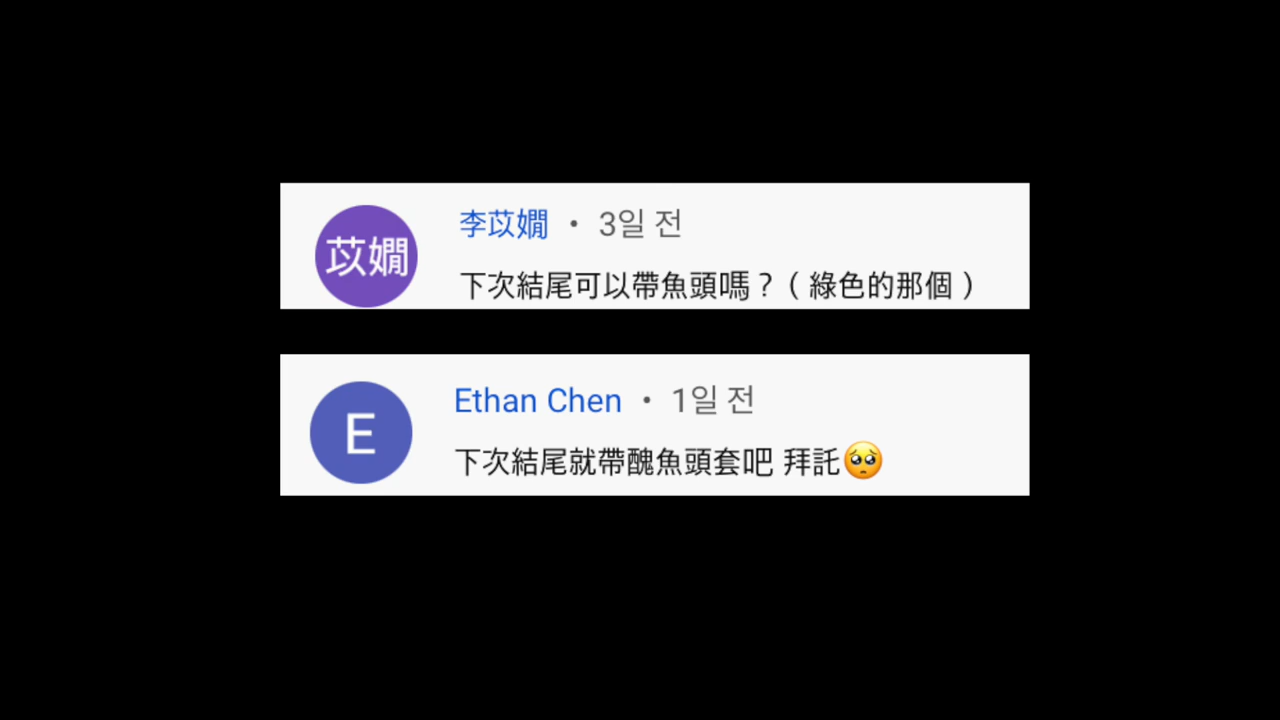 苡嫺
李苡嫺 • 3일 전
下次結尾可以帶魚頭嗎？（綠色的那個）
E
Ethan Chen • 1일 전
下次結尾就帶醜魚頭套吧 拜託🥺